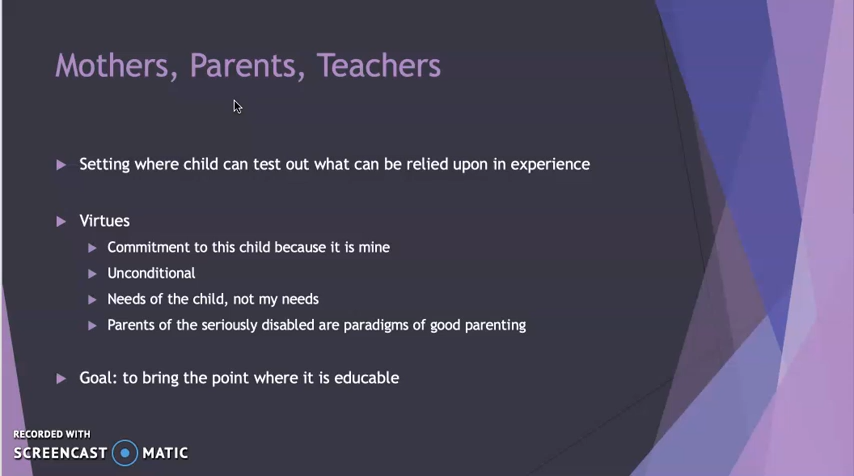 Mothers, Parents, Teachers
Setting where child can test out what can be relied upon in experience
Virtues
Commitment to this child because it is mine
Unconditional
Needs of the child, not my needs
Parents of the seriously disabled are paradigms of good parenting
Goal: to bring the point where it is educable
RECORDED WITH
SCREENCAST MATIC